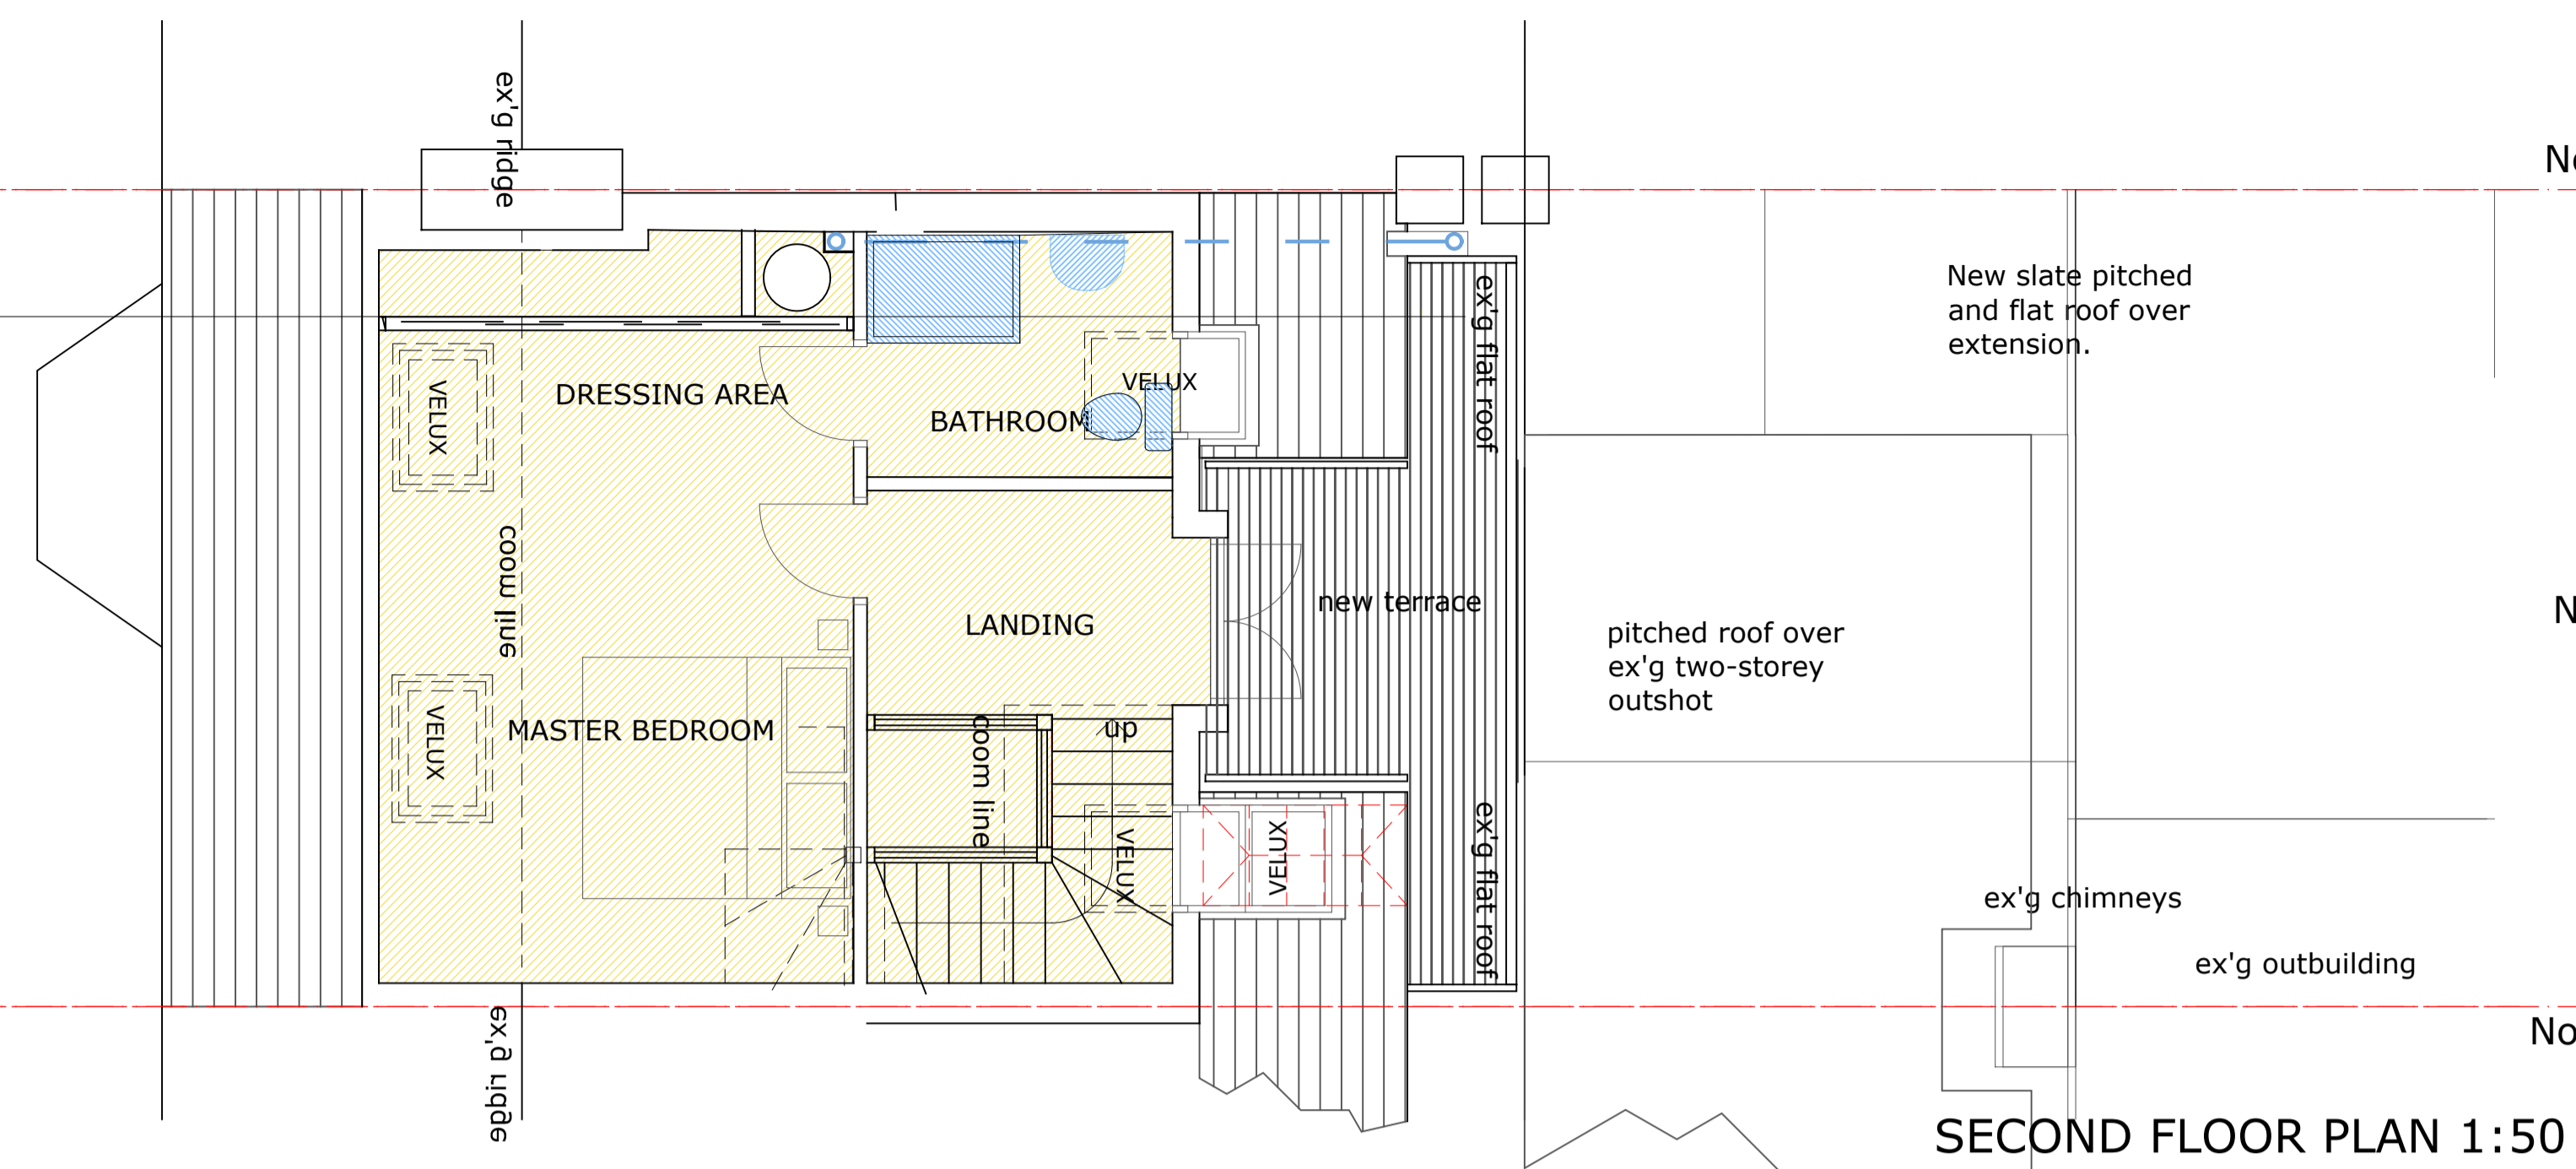 ex'g ridge
No
New slate pitched
and flat roof over
extension.
ex'g flat roof
VELUX
DRESSING AREA
VELUX
BATHROOM
coom line
new terrace
LANDING
N
pitched roof over
ex'g two-storey
outshot
VELUX
MASTER BEDROOM
coom line
up
VELUX
VELUX
ex'g flat roof
ex'g chimneys
ex'g outbuilding
No
ex'g ridge
SECOND FLOOR PLAN 1:50